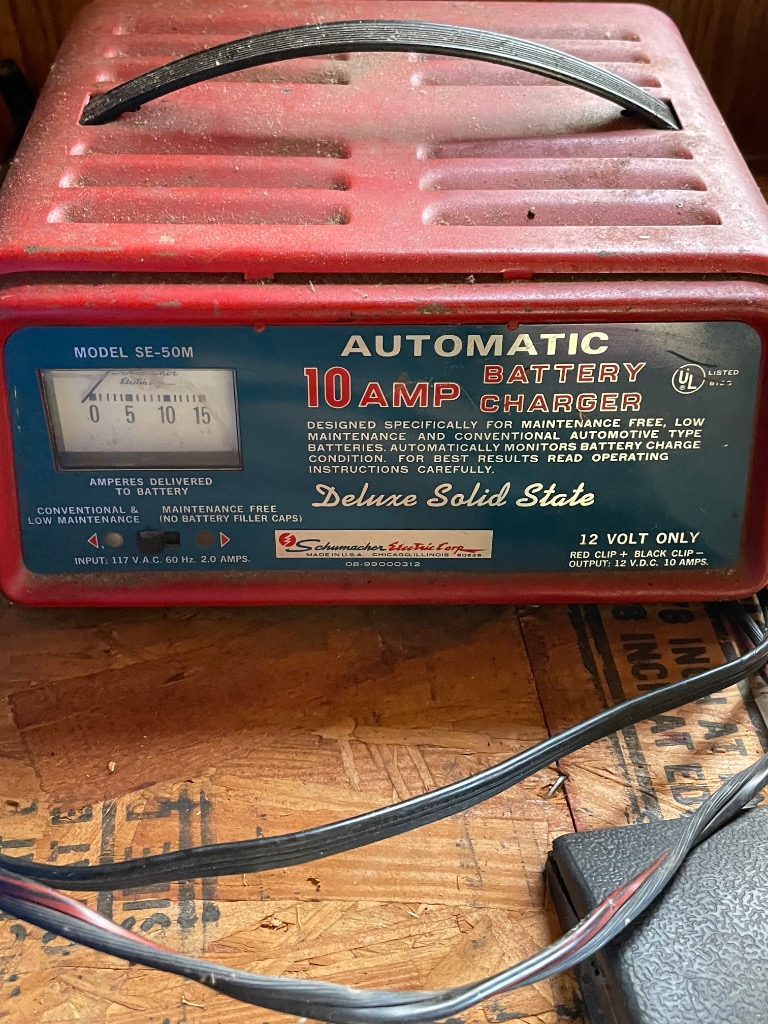 MODEL SE-50M
Schumacher
Electric
0 5 10 15
AMPERES DELIVERED
TO BATTERY
CONVENTIONAL &
LOW MAINTENANCE
MAINTENANCE FREE
(NO BATTERY FILLER CAPS)
INPUT: 117 V.A.C. 60 Hz. 2.0 AMPS.
AUTOMATIC
10 AMP BATTERY CHARGER
UL ® LISTED
DESIGNED SPECIFICALLY FOR MAINTENANCE FREE, LOW
MAINTENANCE AND CONVENTIONAL AUTOMOTIVE TYPE
BATTERIES. AUTOMATICALLY MONITORS BATTERY CHARGE
CONDITION. FOR BEST RESULTS READ OPERATING
INSTRUCTIONS CAREFULLY.
Deluxe Solid State
Schumacher Electric Corp.
MADE IN U.S.A. CHICAGO, ILLINOIS 60626
08-99000312
12 VOLT ONLY
RED CLIP + BLACK CLIP –
OUTPUT: 12 V.D.C. 10 AMPS.